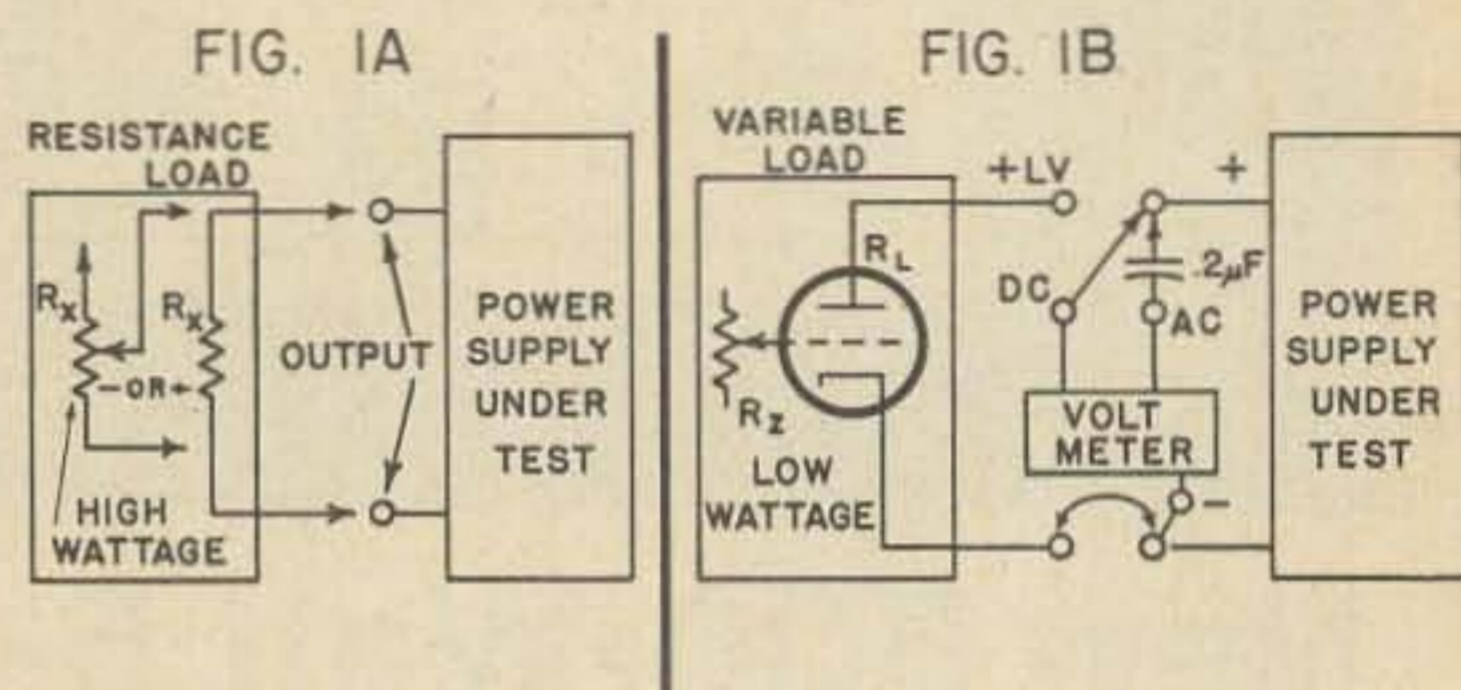 FIG. 1A
RESISTANCE
LOAD
Rx
Rx
-OR-
HIGH
WATTAGE
OUTPUT
POWER
SUPPLY
UNDER
TEST
FIG. 1B
VARIABLE
LOAD
RL
RZ
LOW
WATTAGE
+LV
+
DC
.2μF
AC
VOLT
METER
-
POWER
SUPPLY
UNDER
TEST